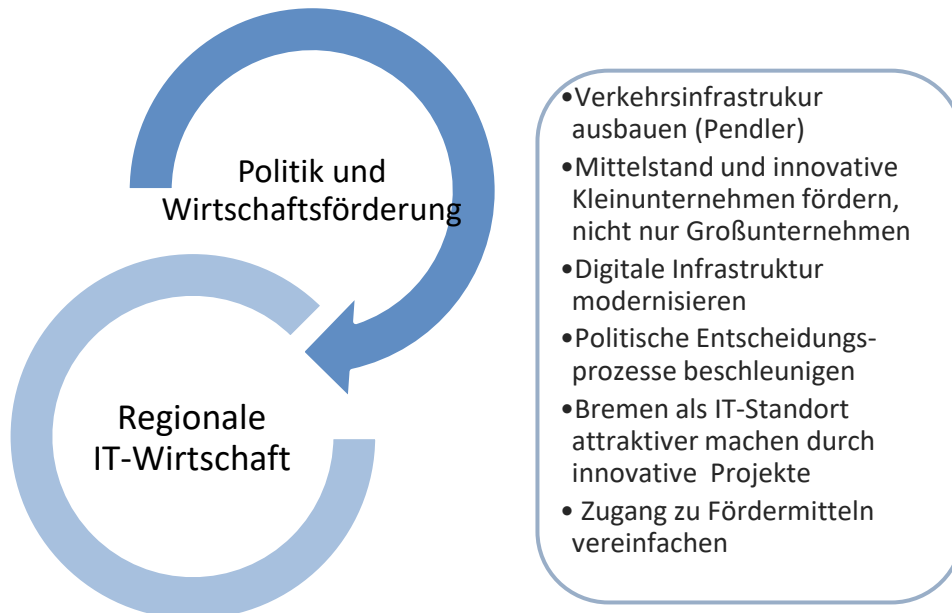 Politik und
Wirtschaftsförderung
Regionale
IT-Wirtschaft
•Verkehrsinfrastrukur
ausbauen (Pendler)
•Mittelstand und innovative
Kleinunternehmen fördern,
nicht nur Großunternehmen
•Digitale Infrastruktur
modernisieren
•Politische Entscheidungs-
prozesse beschleunigen
•Bremen als IT-Standort
attraktiver machen durch
innovative Projekte
• Zugang zu Fördermitteln
vereinfachen